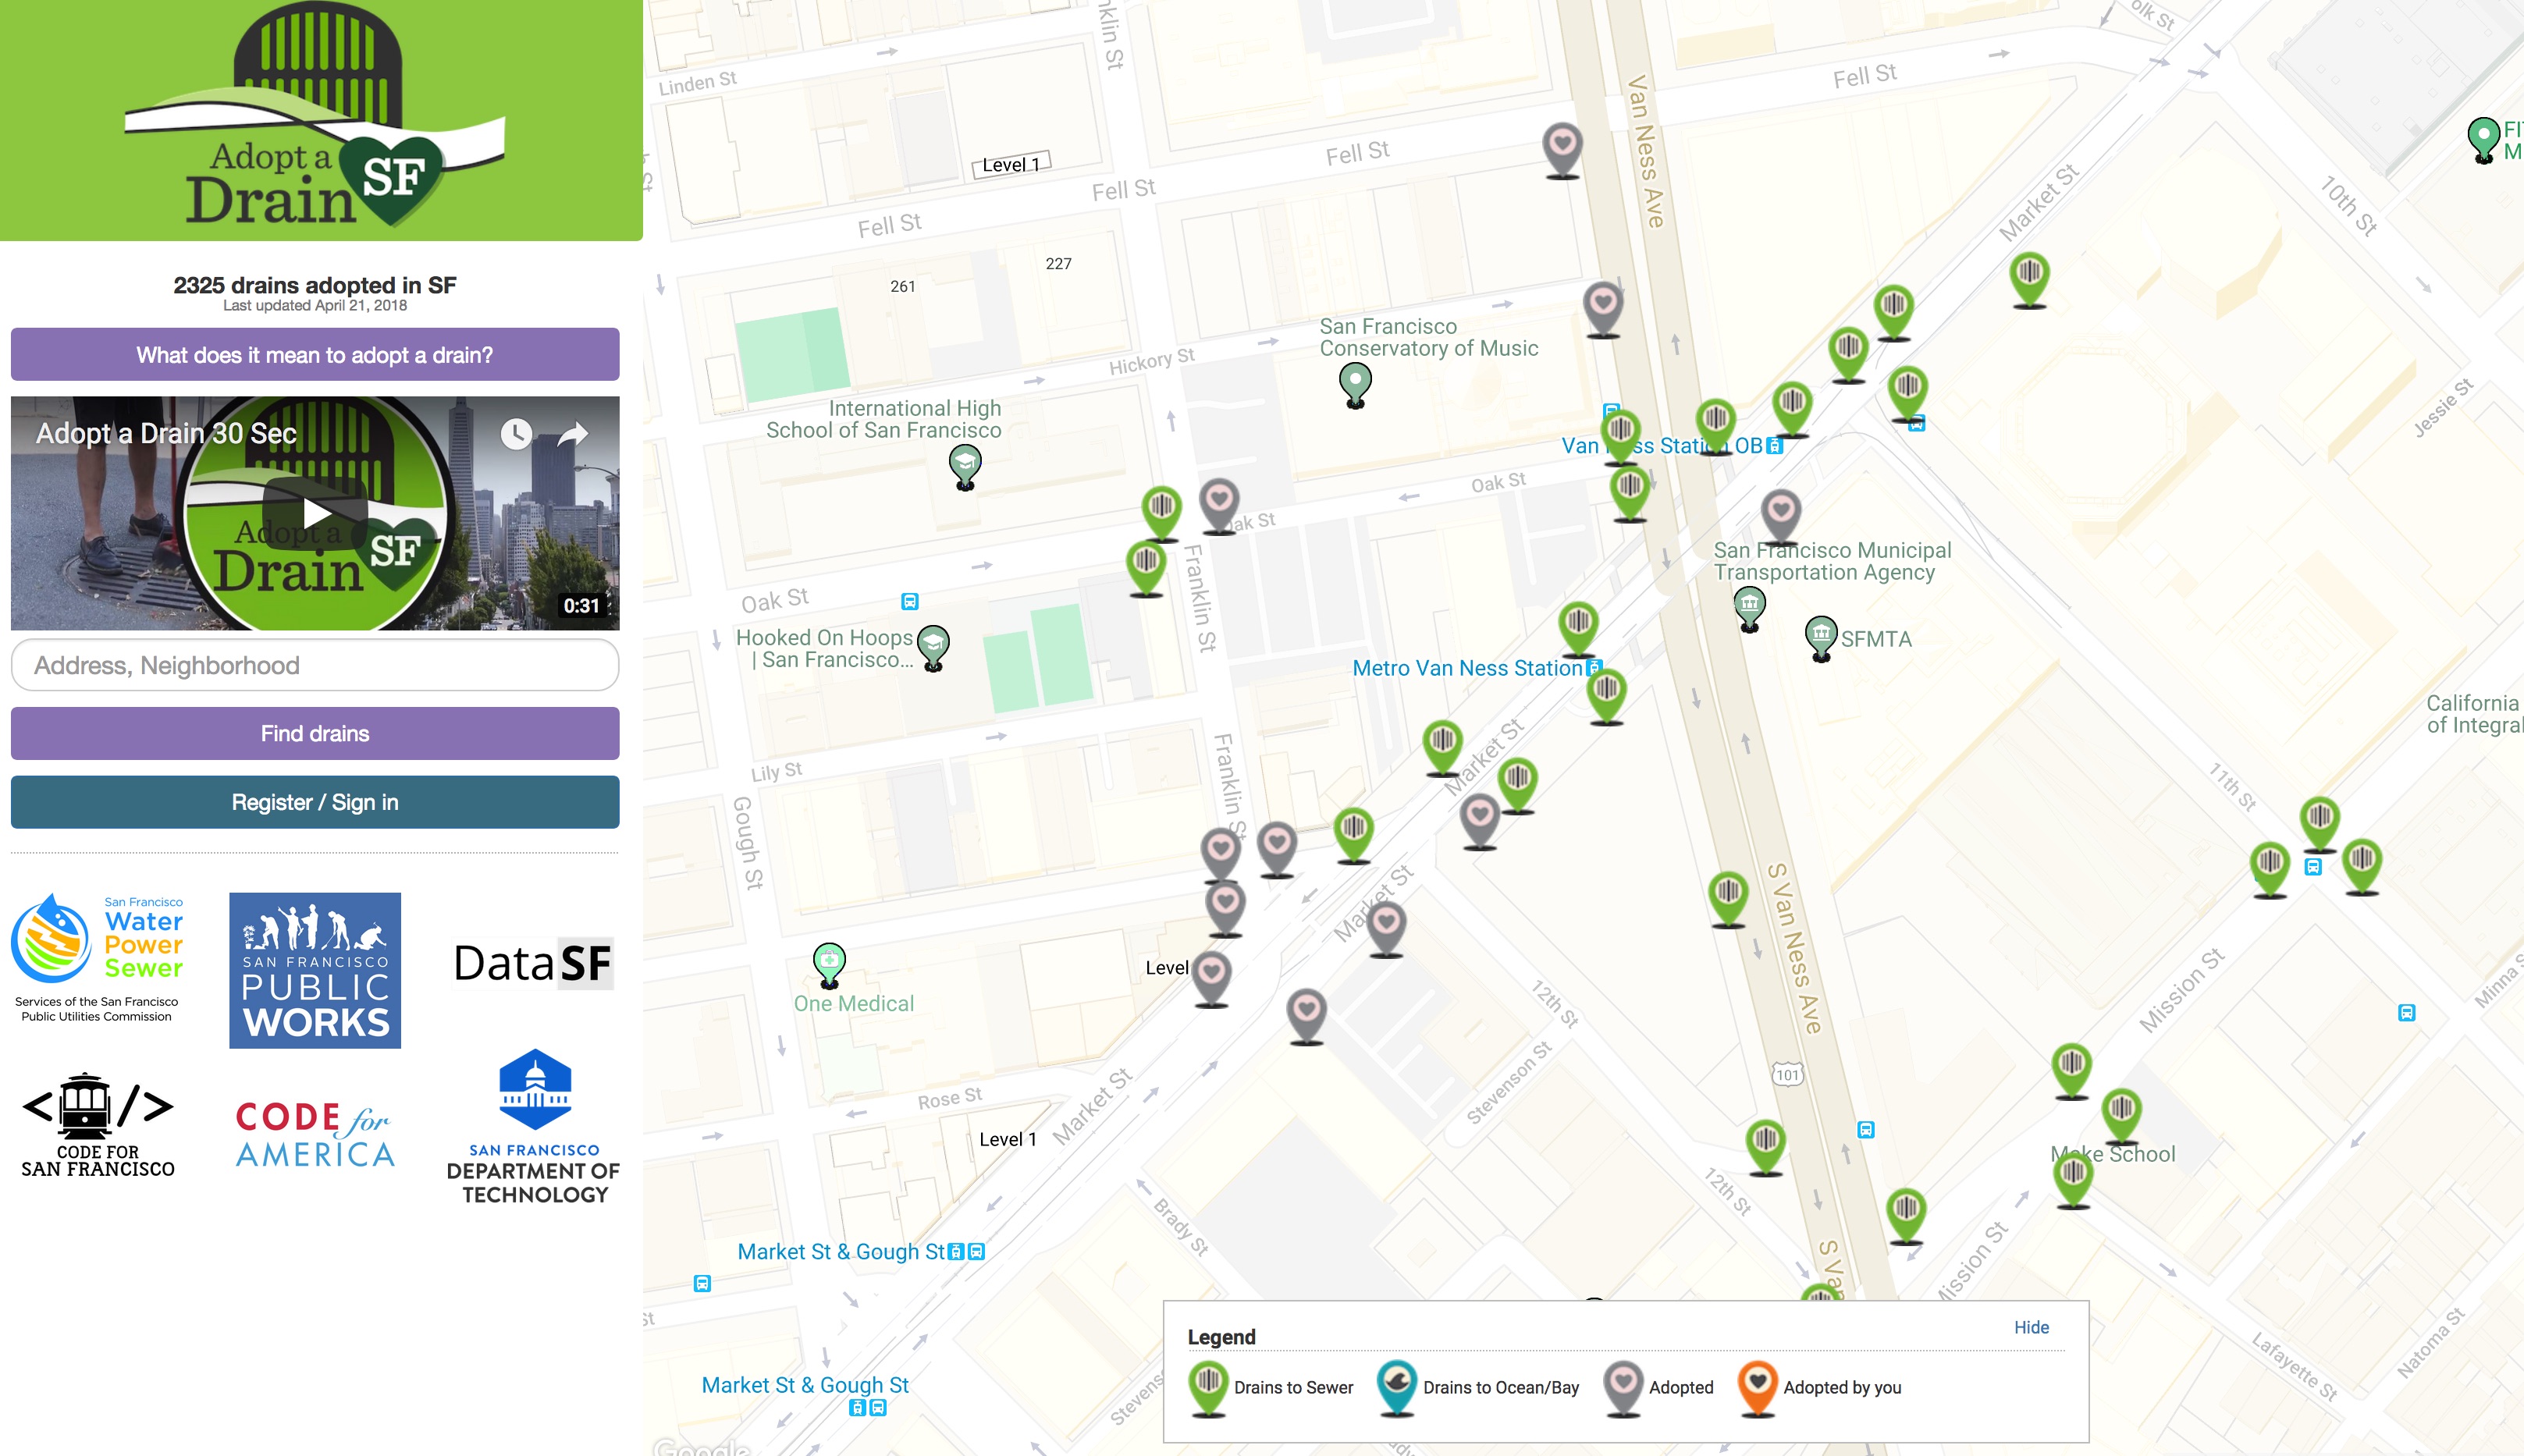 Adopt a
Drain SF
2325 drains adopted in SF
Last updated April 21, 2018
What does it mean to adopt a drain?
Adopt a Drain 30 Sec
Adopt a
Drain SF
0:31
Address, Neighborhood
Find drains
Register / Sign in
San Francisco
Water
Power
Sewer
Services of the San Francisco
Public Utilities Commission
SAN FRANCISCO
PUBLIC
WORKS
DataSF
< />
CODE FOR
SAN FRANCISCO
CODE for
AMERICA
SAN FRANCISCO
DEPARTMENT OF
TECHNOLOGY
Linden St
nklin St
olk St
Fell St
Van Ness Ave
Fell St
Fell St
Fell St
Level 1
Market St
10th St
FI
M
227
261
San Francisco
Conservatory of Music
Hickory St
International High
School of San Francisco
Jessie St
Van Ness Station OB
Oak St
Oak St
San Francisco Municipal
Transportation Agency
Franklin St
Oak St
Hooked On Hoops
| San Francisco...
SFMTA
Metro Van Ness Station
California
of Integral
Market St
Franklin St
Lily St
11th St
Gough St
Market St
S Van Ness Ave
Level
One Medical
12th St
Mission St
Minna S
Stevenson St
101
Market St
Rose St
Level 1
Make School
12th St
Brady St
Market St & Gough St
S Van
Mission St
St
Market St & Gough St
Stevens
Lafayette St
Natoma St
Google
Legend
Hide
Drains to Sewer
Drains to Ocean/Bay
Adopted
Adopted by you